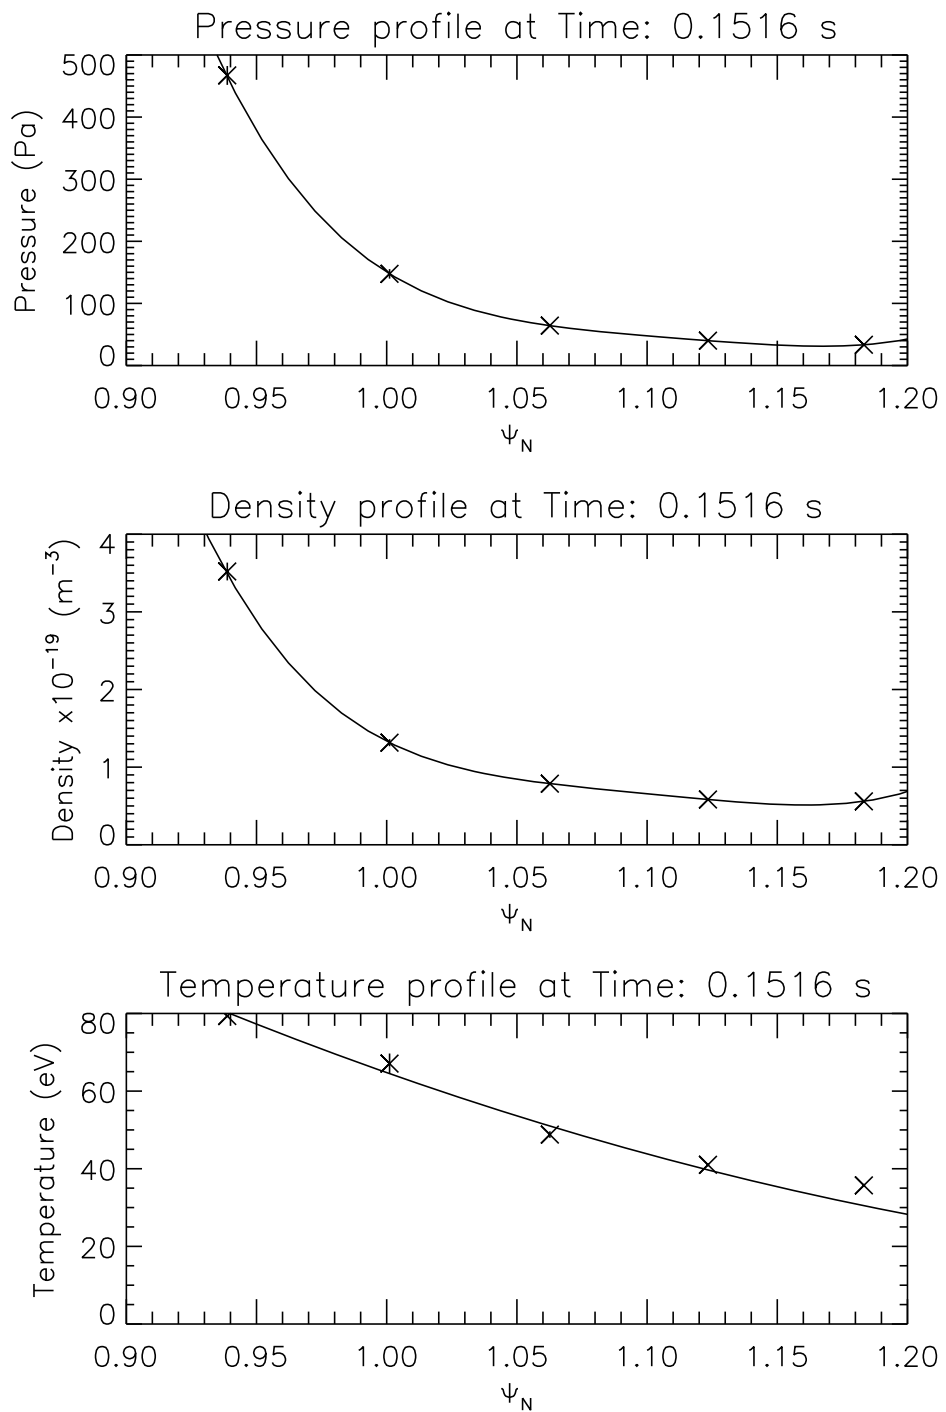 Pressure profile at Time: 0.1516 s
Pressure (Pa)
500
400
300
200
100
0
0.90 0.95 1.00 1.05 1.10 1.15 1.20
ψN
Density profile at Time: 0.1516 s
Density x10⁻¹⁹ (m⁻³)
4
3
2
1
0
0.90 0.95 1.00 1.05 1.10 1.15 1.20
ψN
Temperature profile at Time: 0.1516 s
Temperature (eV)
80
60
40
20
0
0.90 0.95 1.00 1.05 1.10 1.15 1.20
ψN